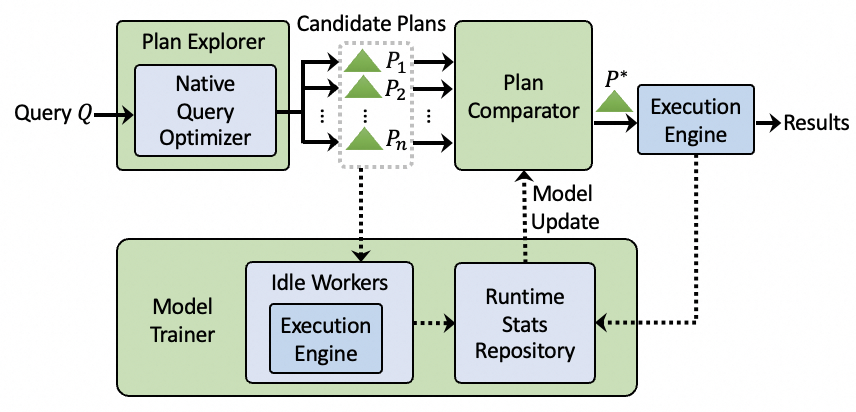 Candidate Plans
Plan Explorer
Native
Query
Optimizer
Query Q
P1
P2
...
Pn
Plan
Comparator
P*
Execution
Engine
Results
Model
Update
Model
Trainer
Idle Workers
Execution
Engine
Runtime
Stats
Repository